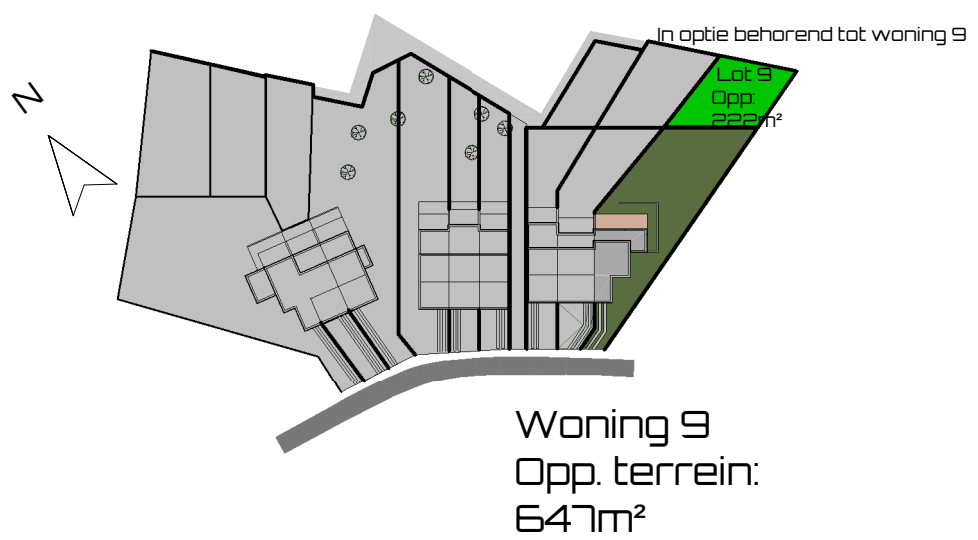 In optie behorend tot woning 9
Lot 9
Opp:
222m²
N
Woning 9
Opp. terrein:
647m²